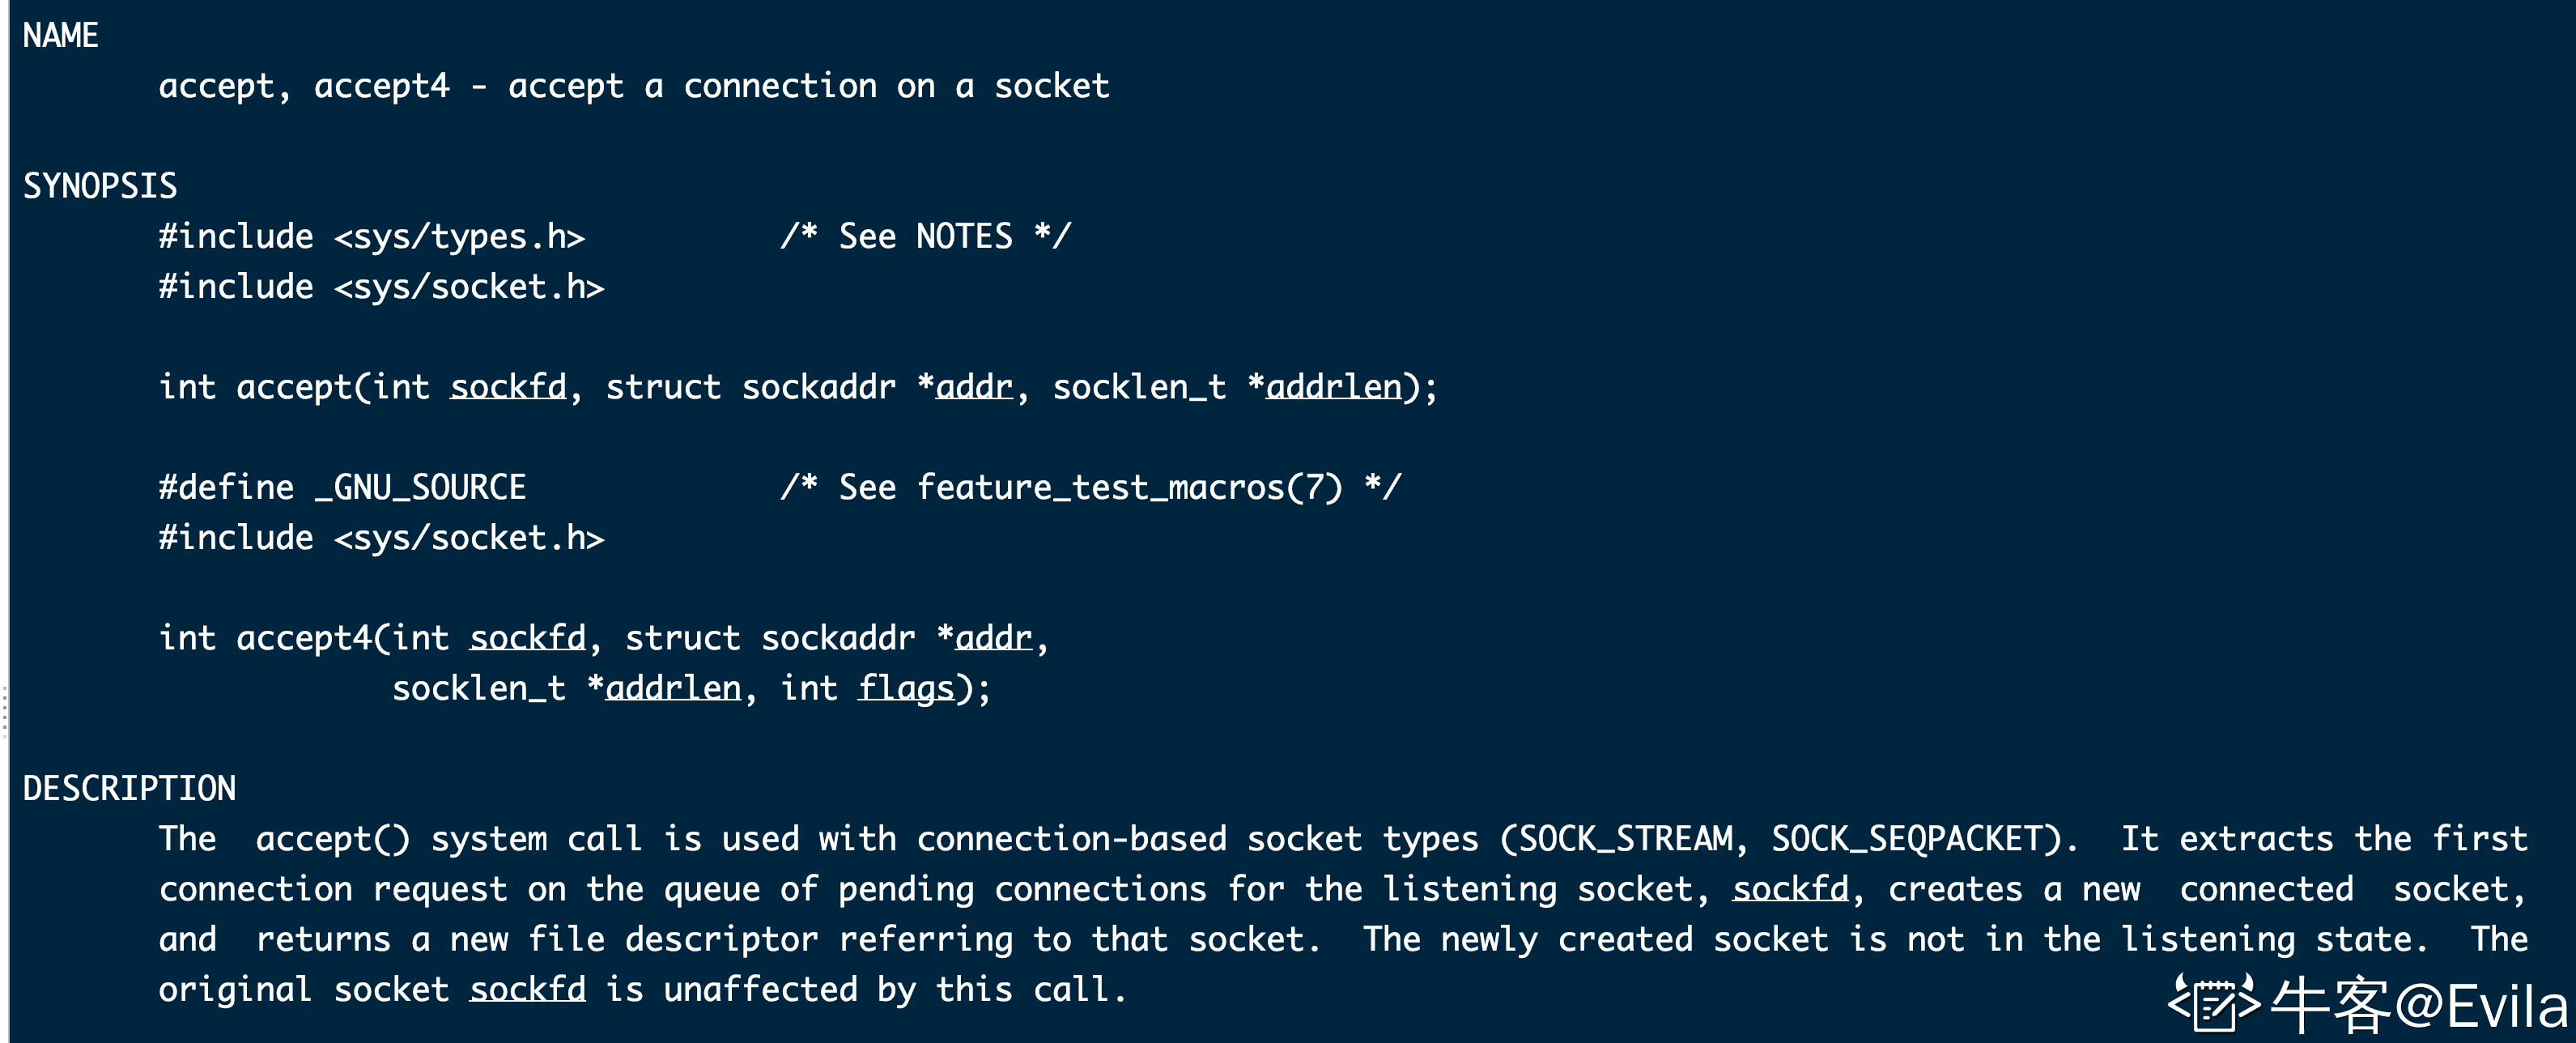 NAME
accept, accept4 - accept a connection on a socket
SYNOPSIS
#include <sys/types.h>          /* See NOTES */
#include <sys/socket.h>
int accept(int sockfd, struct sockaddr *addr, socklen_t *addrlen);
#define _GNU_SOURCE             /* See feature_test_macros(7) */
#include <sys/socket.h>
int accept4(int sockfd, struct sockaddr *addr,
socklen_t *addrlen, int flags);
DESCRIPTION
The  accept() system call is used with connection-based socket types (SOCK_STREAM, SOCK_SEQPACKET).  It extracts the first
connection request on the queue of pending connections for the listening socket, sockfd, creates a new  connected  socket,
and  returns a new file descriptor referring to that socket.  The newly created socket is not in the listening state.  The
original socket sockfd is unaffected by this call.
牛客@Evila